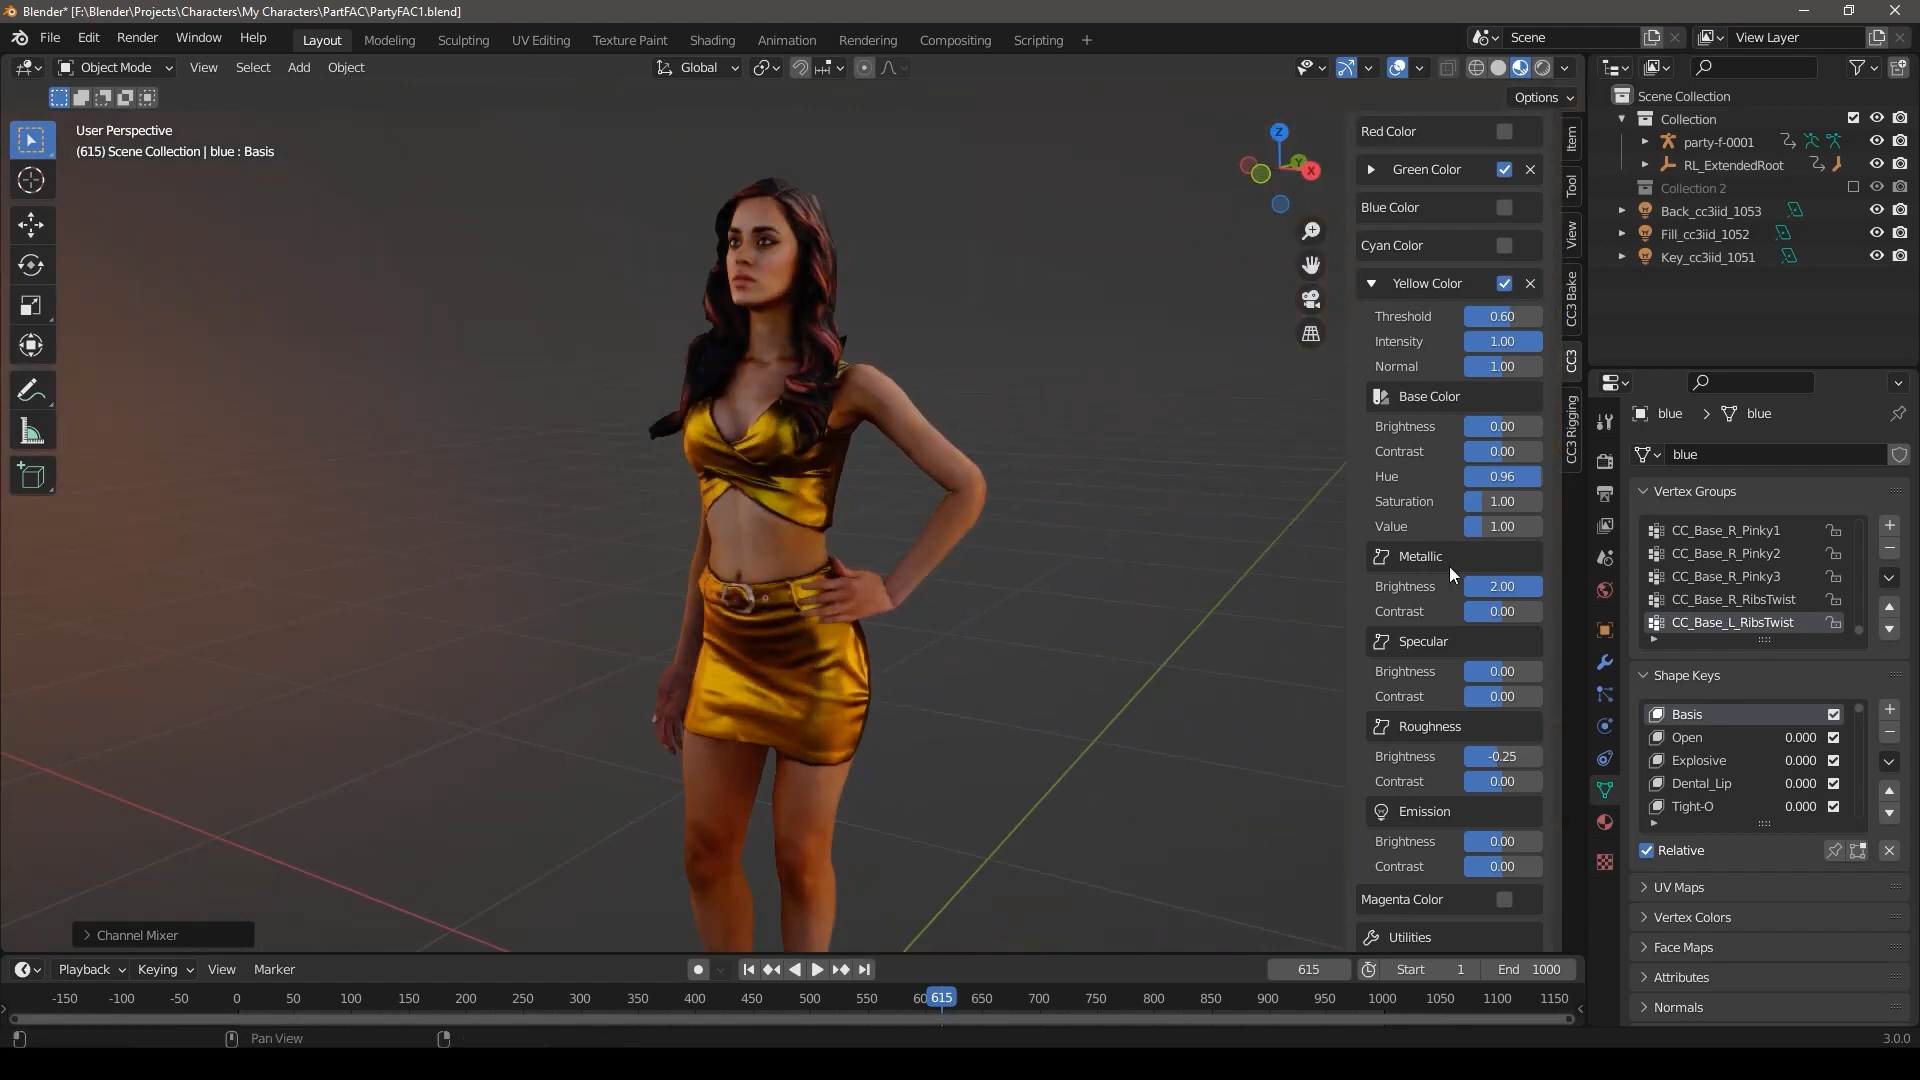 Blender* [F:\Blender\Projects\Characters\My Characters\PartFAC\PartyFAC1.blend]
File Edit Render Window Help
Layout Modeling Sculpting UV Editing Texture Paint Shading Animation Rendering Compositing Scripting +
Scene
View Layer
Object Mode View Select Add Object
Global
Options
User Perspective
(615) Scene Collection | blue : Basis
Z
Y
X
Red Color
Green Color
Blue Color
Cyan Color
Yellow Color
Threshold 0.60
Intensity 1.00
Normal 1.00
Base Color
Brightness 0.00
Contrast 0.00
Hue 0.96
Saturation 1.00
Value 1.00
Metallic
Brightness 2.00
Contrast 0.00
Specular
Brightness 0.00
Contrast 0.00
Roughness
Brightness -0.25
Contrast 0.00
Emission
Brightness 0.00
Contrast 0.00
Magenta Color
Utilities
Item
Tool
View
CC3 Bake
CC3
CC3 Rigging
Scene Collection
Collection
party-f-0001
RL_ExtendedRoot
Collection 2
Back_cc3iid_1053
Fill_cc3iid_1052
Key_cc3iid_1051
blue > blue
blue
Vertex Groups
CC_Base_R_Pinky1
CC_Base_R_Pinky2
CC_Base_R_Pinky3
CC_Base_R_RibsTwist
CC_Base_L_RibsTwist
Shape Keys
Basis
Open 0.000
Explosive 0.000
Dental_Lip 0.000
Tight-O 0.000
Relative
UV Maps
Vertex Colors
Face Maps
Attributes
Normals
Channel Mixer
Playback Keying View Marker
615 Start 1 End 1000
-150 -100 -50 0 50 100 150 200 250 300 350 400 450 500 550 615 650 700 750 800 850 900 950 1000 1050 1100 1150
Pan View
3.0.0